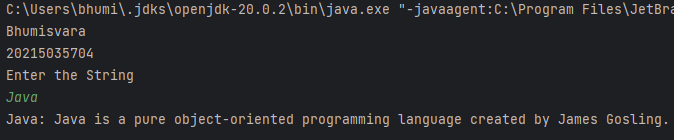 C:\Users\bhumi\.jdks\openjdk-20.0.2\bin\java.exe "-javaagent:C:\Program Files\JetBra
Bhumisvara
20215035704
Enter the String
Java
Java: Java is a pure object-oriented programming language created by James Gosling.